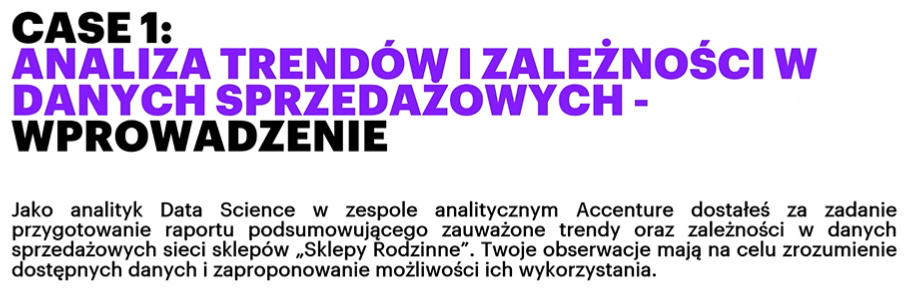 CASE 1:
ANALIZA TRENDÓW I ZALEŻNOŚCI W
DANYCH SPRZEDAŻOWYCH -
WPROWADZENIE
Jako analityk Data Science w zespole analitycznym Accenture dostałeś za zadanie
przygotowanie raportu podsumowującego zauważone trendy oraz zależności w danych
sprzedażowych sieci sklepów „Sklepy Rodzinne”. Twoje obserwacje mają na celu zrozumienie
dostępnych danych i zaproponowanie możliwości ich wykorzystania.